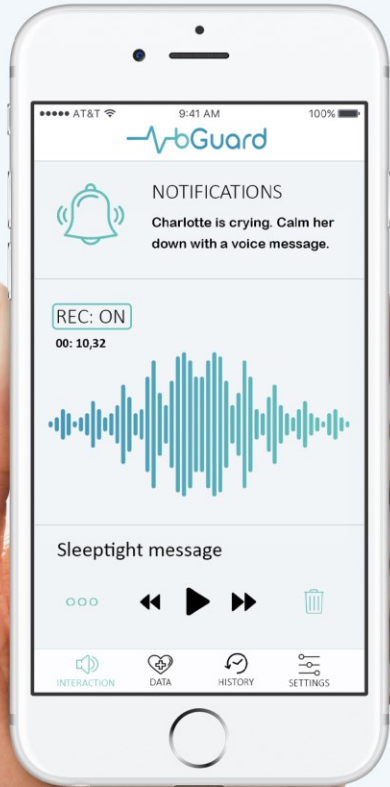 AT&T 9:41 AM 100%
bGuard
NOTIFICATIONS
Charlotte is crying. Calm her
down with a voice message.
REC: ON
00: 10,32
Sleeptight message
INTERACTION DATA HISTORY SETTINGS